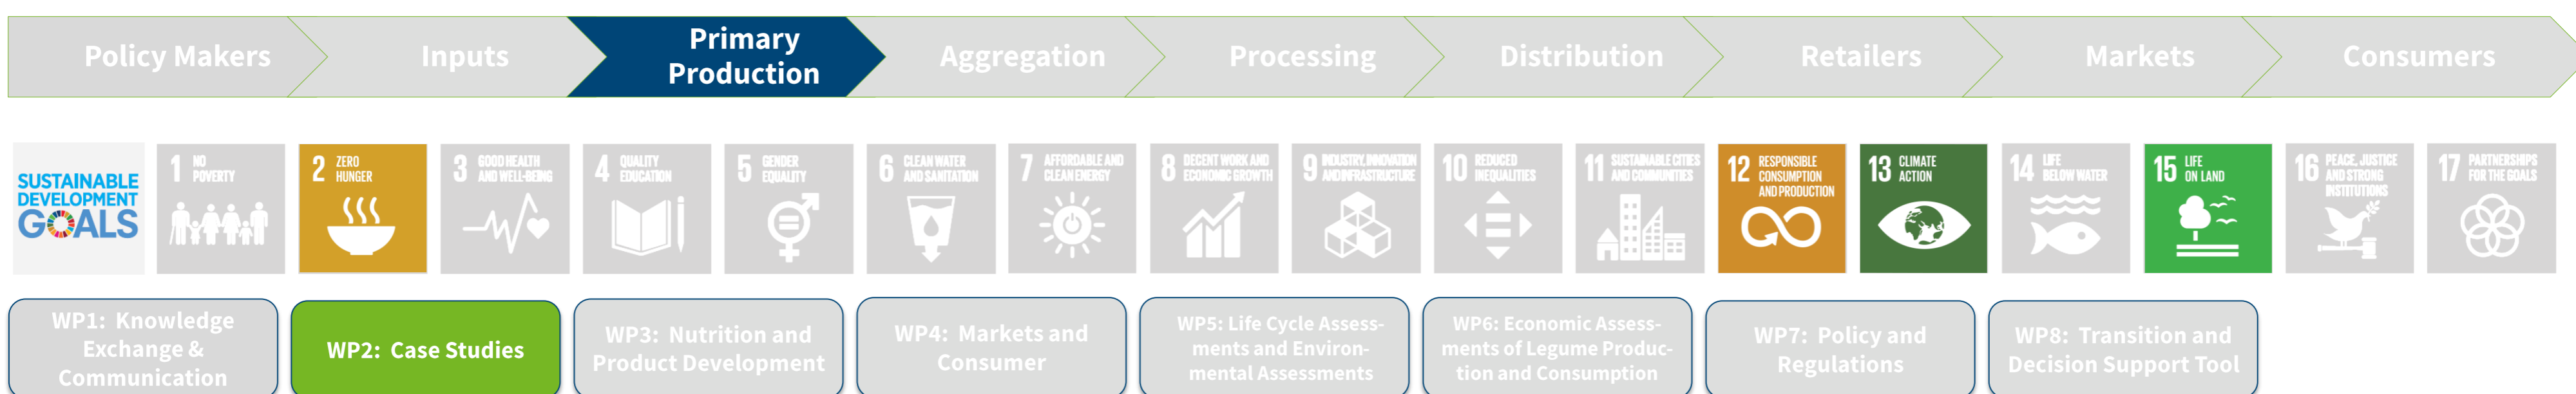 Policy Makers
Inputs
Primary
Production
Aggregation
Processing
Distribution
Retailers
Markets
Consumers
SUSTAINABLE
DEVELOPMENT
GOALS
1 NO
POVERTY
2 ZERO
HUNGER
3 GOOD HEALTH
AND WELL-BEING
4 QUALITY
EDUCATION
5 GENDER
EQUALITY
6 CLEAN WATER
AND SANITATION
7 AFFORDABLE AND
CLEAN ENERGY
8 DECENT WORK AND
ECONOMIC GROWTH
9 INDUSTRY, INNOVATION
AND INFRASTRUCTURE
10 REDUCED
INEQUALITIES
11 SUSTAINABLE CITIES
AND COMMUNITIES
12 RESPONSIBLE
CONSUMPTION
AND PRODUCTION
13 CLIMATE
ACTION
14 LIFE
BELOW WATER
15 LIFE
ON LAND
16 PEACE, JUSTICE
AND STRONG
INSTITUTIONS
17 PARTNERSHIPS
FOR THE GOALS
WP1: Knowledge
Exchange &
Communication
WP2: Case Studies
WP3: Nutrition and
Product Development
WP4: Markets and
Consumer
WP5: Life Cycle Assess-
ments and Environ-
mental Assessments
WP6: Economic Assess-
ments of Legume Produc-
tion and Consumption
WP7: Policy and
Regulations
WP8: Transition and
Decision Support Tool